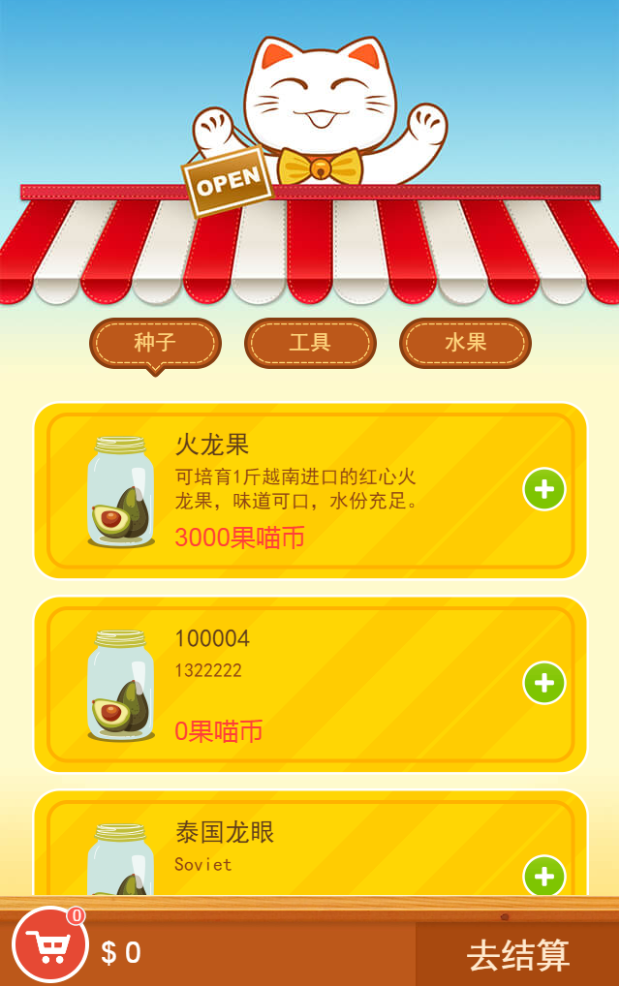 OPEN
种子
工具
水果
火龙果
可培育1斤越南进口的红心火
龙果，味道可口，水份充足。
3000果喵币
100004
1322222
0果喵币
泰国龙眼
Soviet
0
$ 0
去结算